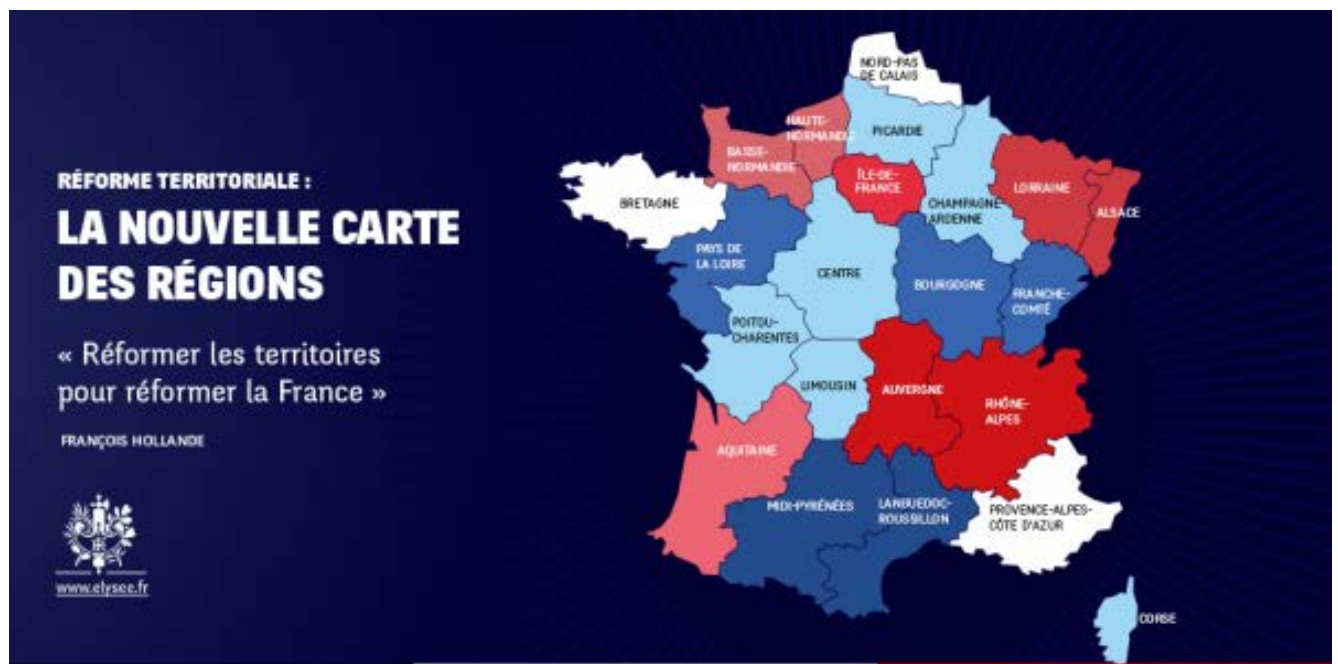 RÉFORME TERRITORIALE :
LA NOUVELLE CARTE
DES RÉGIONS
« Réformer les territoires
pour réformer la France »
FRANÇOIS HOLLANDE
www.elysee.fr
NORD-PAS
DE CALAIS
HAUTE-
NORMANDIE
PICARDIE
BASSE-
NORMANDIE
ÎLE-DE-
FRANCE
LORRAINE
ALSACE
CHAMPAGNE
ARDENNE
BRETAGNE
PAYS DE
LA LOIRE
CENTRE
BOURGOGNE
FRANCHE-
COMTÉ
POITOU-
CHARENTES
LIMOUSIN
AUVERGNE
RHÔNE-
ALPES
AQUITAINE
MIDI-PYRÉNÉES
LANGUEDOC-
ROUSSILLON
PROVENCE-ALPES-
CÔTE D'AZUR
CORSE